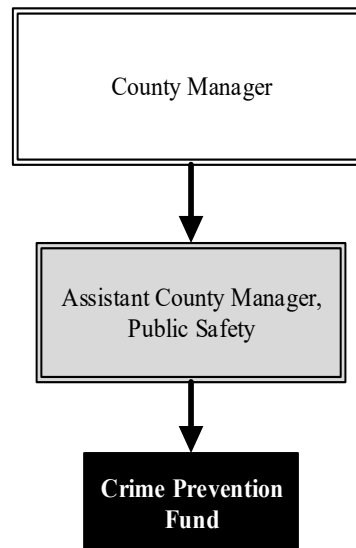 County Manager
Assistant County Manager,
Public Safety
Crime Prevention
Fund